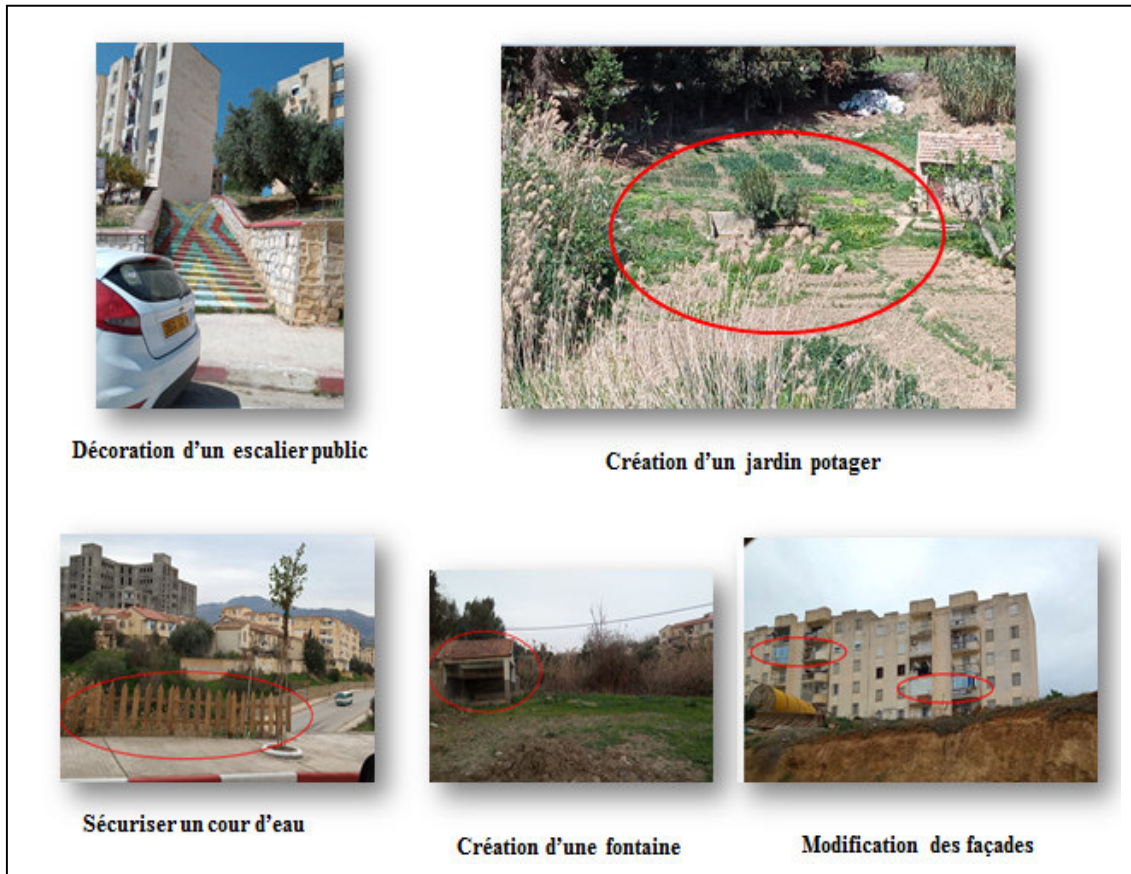 Décoration d'un escalier public
Création d'un jardin potager
Sécuriser un cour d'eau
Création d'une fontaine
Modification des façades